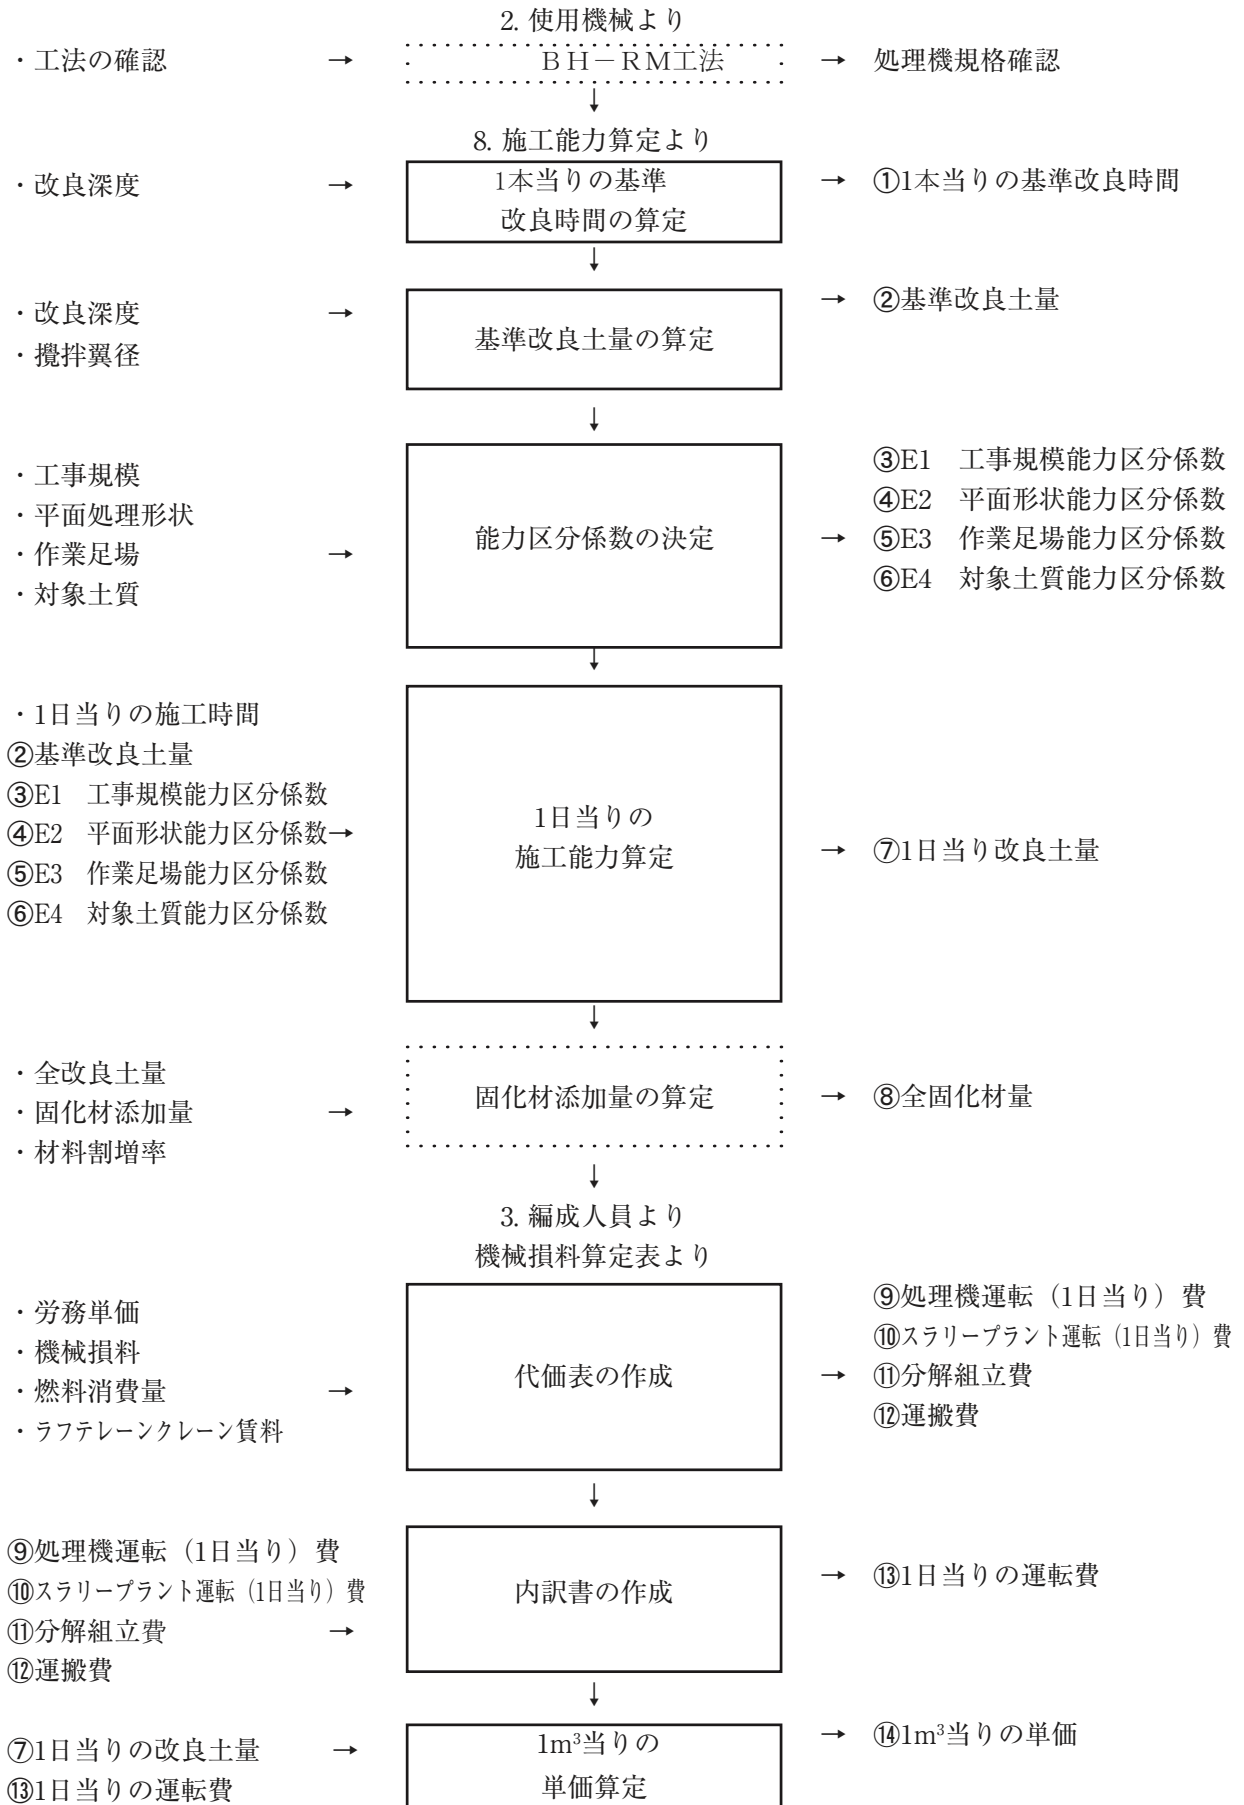 2. 使用機械より
・工法の確認 → BH－RM工法 → 処理機規格確認
↓
8. 施工能力算定より
・改良深度 → 1本当りの基準 → ①1本当りの基準改良時間
改良時間の算定
↓
・改良深度 → → ②基準改良土量
・攪拌翼径 基準改良土量の算定
↓
・工事規模
・平面処理形状
・作業足場 →
・対象土質
能力区分係数の決定
→
③E1 工事規模能力区分係数
④E2 平面形状能力区分係数
⑤E3 作業足場能力区分係数
⑥E4 対象土質能力区分係数
↓
・1日当りの施工時間
②基準改良土量
③E1 工事規模能力区分係数
④E2 平面形状能力区分係数→
⑤E3 作業足場能力区分係数
⑥E4 対象土質能力区分係数
1日当りの
施工能力算定
→ ⑦1日当り改良土量
↓
・全改良土量
・固化材添加量 →
・材料割増率
固化材添加量の算定
→ ⑧全固化材量
↓
3. 編成人員より
機械損料算定表より
・労務単価
・機械損料
・燃料消費量 →
・ラフテレーンクレーン賃料
代価表の作成
→
⑨処理機運転（1日当り）費
⑩スラリープラント運転（1日当り）費
⑪分解組立費
⑫運搬費
↓
⑨処理機運転（1日当り）費
⑩スラリープラント運転（1日当り）費
⑪分解組立費 →
⑫運搬費
内訳書の作成
→ ⑬1日当りの運転費
↓
⑦1日当りの改良土量 →
⑬1日当りの運転費
1m³当りの
単価算定
→ ⑭1m³当りの単価